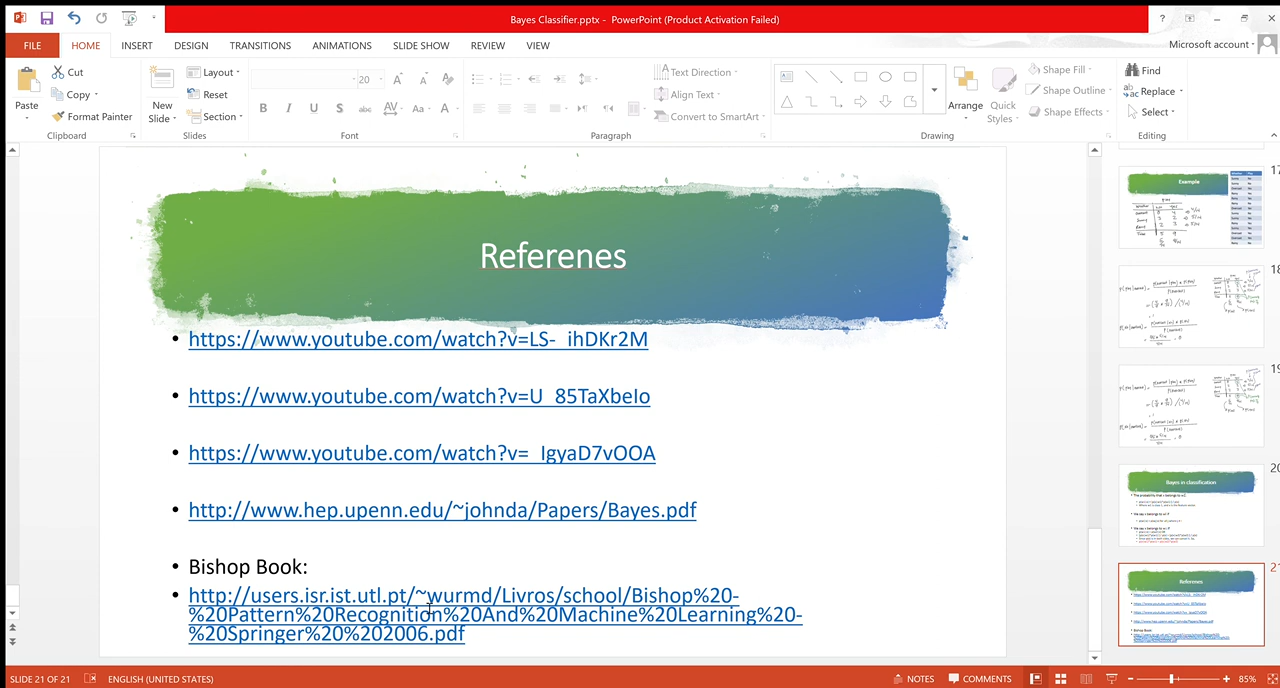 Bayes Classifier.pptx - PowerPoint (Product Activation Failed)
FILE HOME INSERT DESIGN TRANSITIONS ANIMATIONS SLIDE SHOW REVIEW VIEW
Microsoft account
Paste
Cut
Copy
Format Painter
Clipboard
New Slide
Layout
Reset
Section
Slides
20
Font
Text Direction
Align Text
Convert to SmartArt
Paragraph
Arrange
Quick Styles
Shape Fill
Shape Outline
Shape Effects
Drawing
Find
Replace
Select
Editing
Referenes
https://www.youtube.com/watch?v=LS-_ihDKr2M
https://www.youtube.com/watch?v=U_85TaXbeIo
https://www.youtube.com/watch?v=_IgyaD7vOOA
http://www.hep.upenn.edu/~johnda/Papers/Bayes.pdf
Bishop Book:
http://users.isr.ist.utl.pt/~wurmd/Livros/school/Bishop%20-
%20Pattern%20Recognition%20And%20Machine%20Learning%20-
%20Springer%20%202006.pdf
17
Example
18
19
20
Bayes in classification
21
Referenes
SLIDE 21 OF 21
ENGLISH (UNITED STATES)
NOTES
COMMENTS
85%